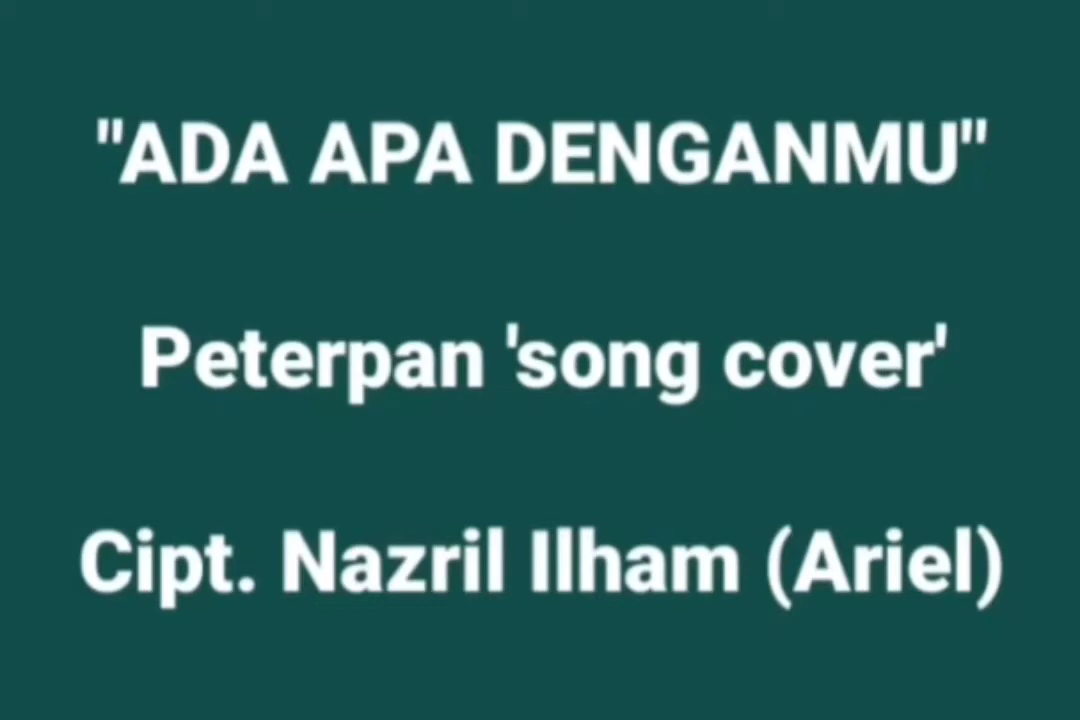 "ADA APA DENGANMU"
Peterpan 'song cover'
Cipt. Nazril Ilham (Ariel)